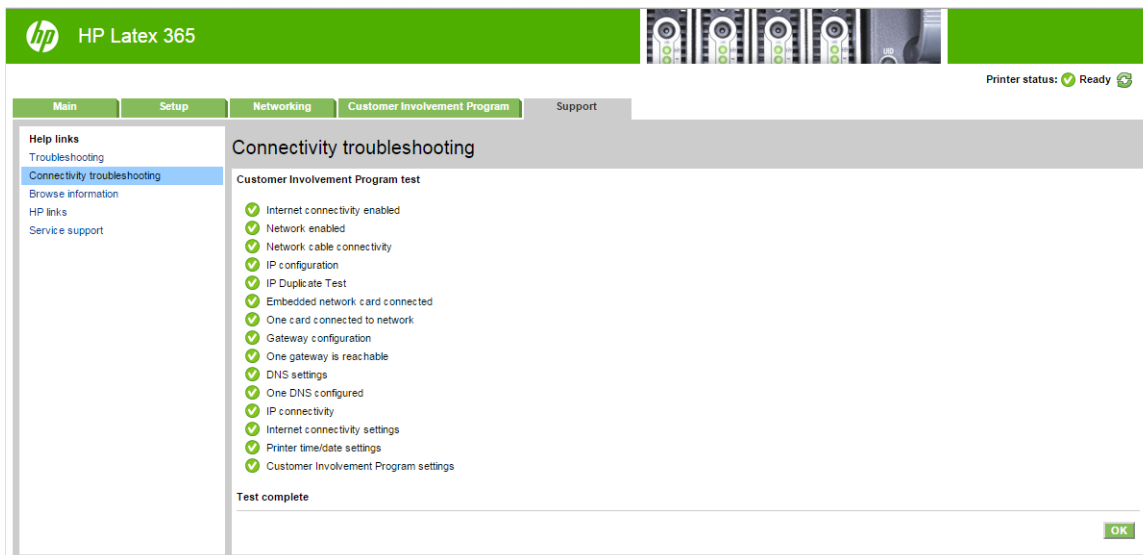 hp HP Latex 365
UID
Printer status: Ready
Main Setup Networking Customer Involvement Program Support
Help links
Troubleshooting
Connectivity troubleshooting
Browse information
HP links
Service support
Connectivity troubleshooting
Customer Involvement Program test
Internet connectivity enabled
Network enabled
Network cable connectivity
IP configuration
IP Duplicate Test
Embedded network card connected
One card connected to network
Gateway configuration
One gateway is reachable
DNS settings
One DNS configured
IP connectivity
Internet connectivity settings
Printer time/date settings
Customer Involvement Program settings
Test complete
OK